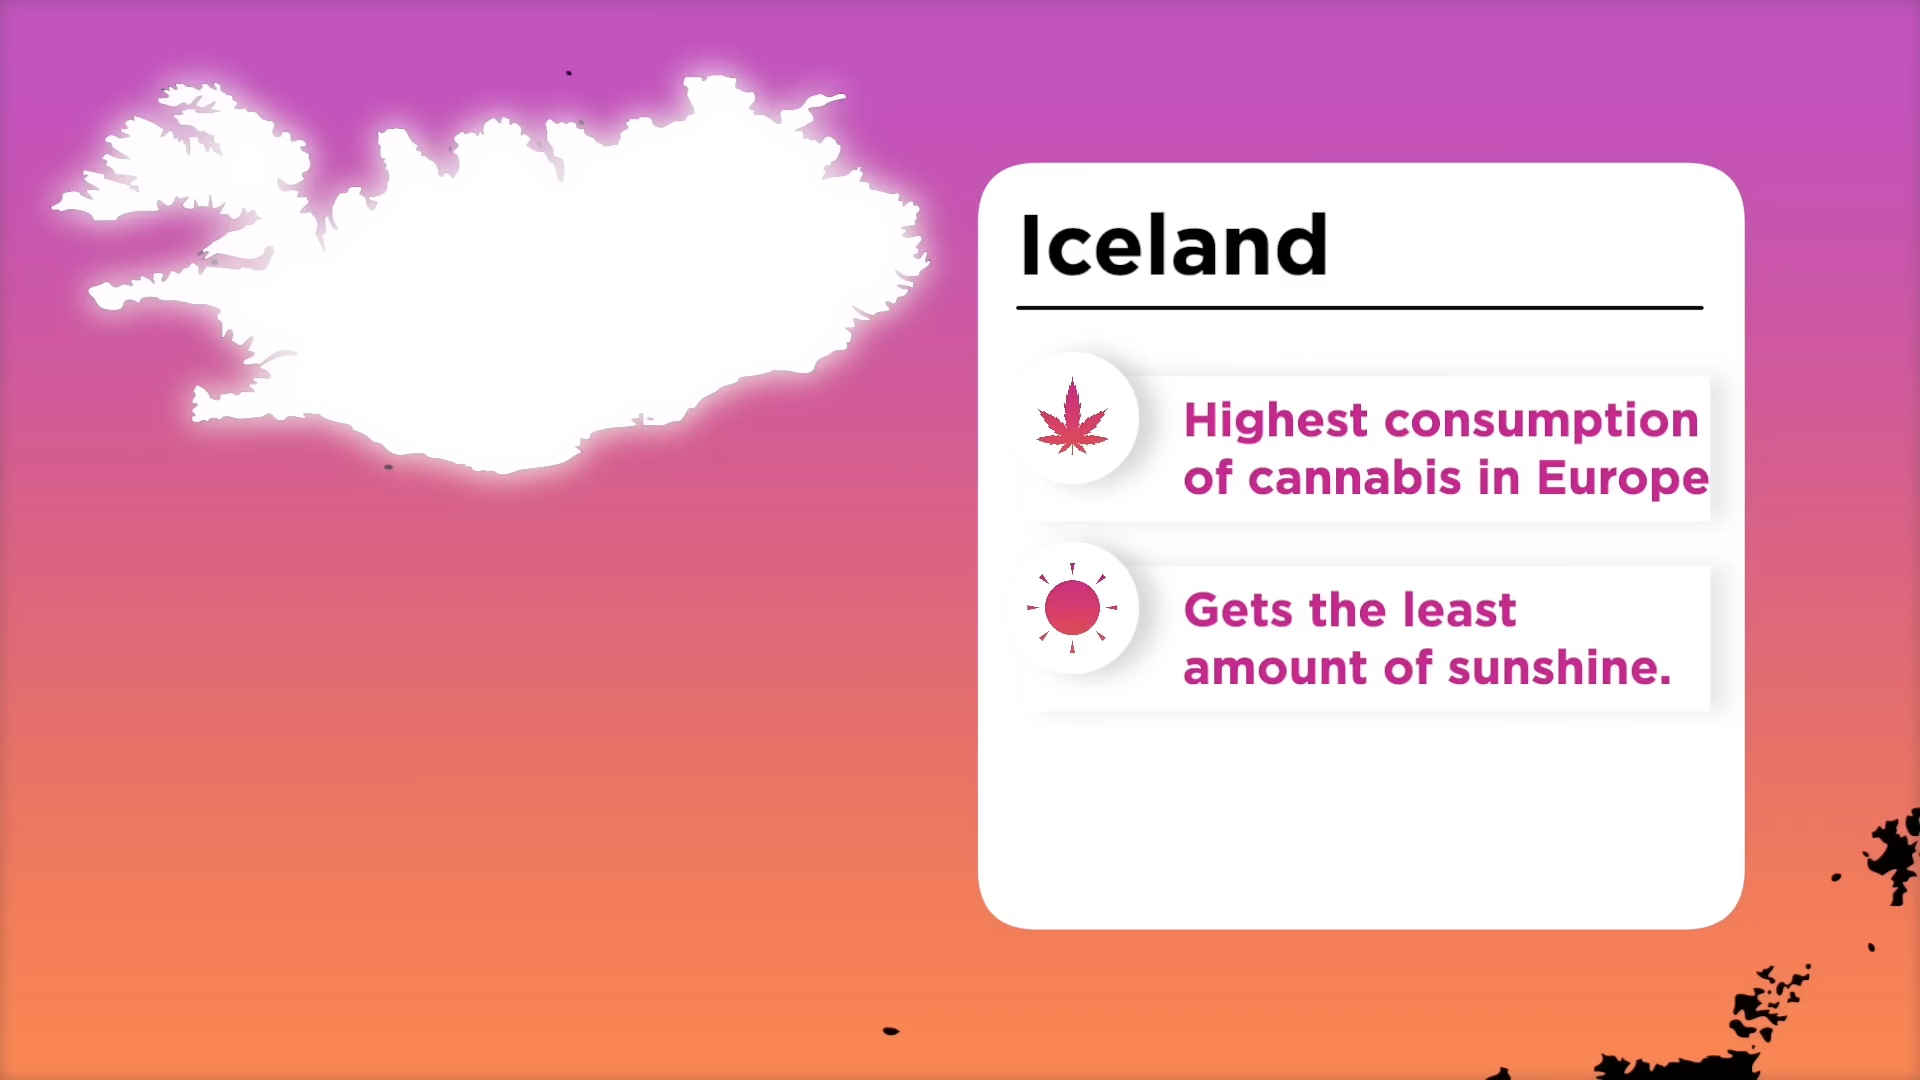 Iceland
Highest consumption
of cannabis in Europe
Gets the least
amount of sunshine.